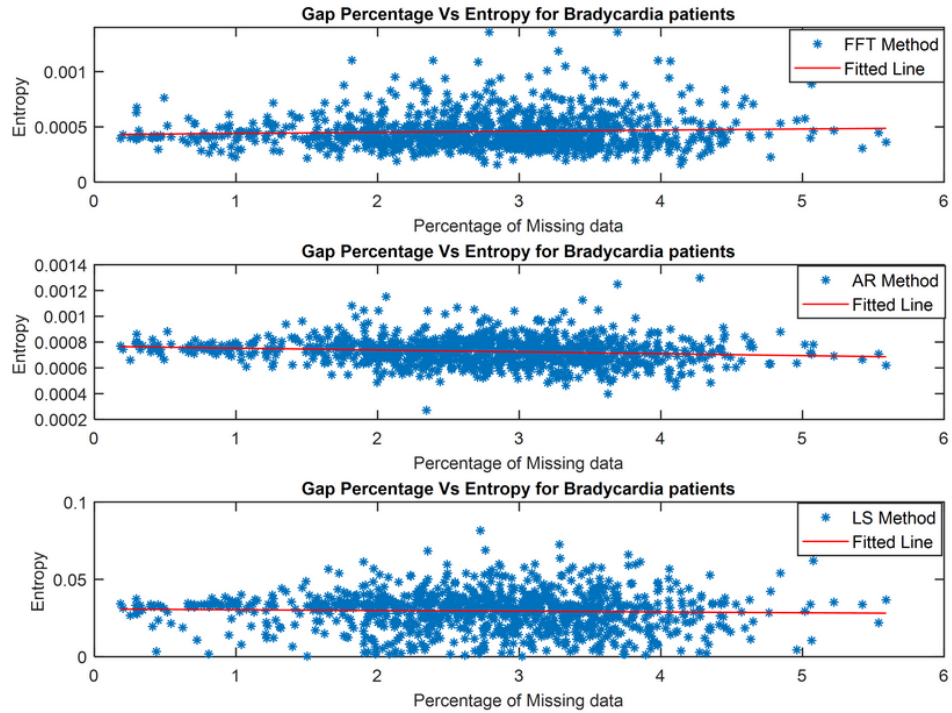 Gap Percentage Vs Entropy for Bradycardia patients
FFT Method
Fitted Line
Entropy
0.001
0.0005
0
0 1 2 3 4 5 6
Percentage of Missing data
Gap Percentage Vs Entropy for Bradycardia patients
AR Method
Fitted Line
Entropy
0.0014
0.0012
0.001
0.0008
0.0006
0.0004
0.0002
0 1 2 3 4 5 6
Percentage of Missing data
Gap Percentage Vs Entropy for Bradycardia patients
LS Method
Fitted Line
Entropy
0.1
0.05
0
0 1 2 3 4 5 6
Percentage of Missing data